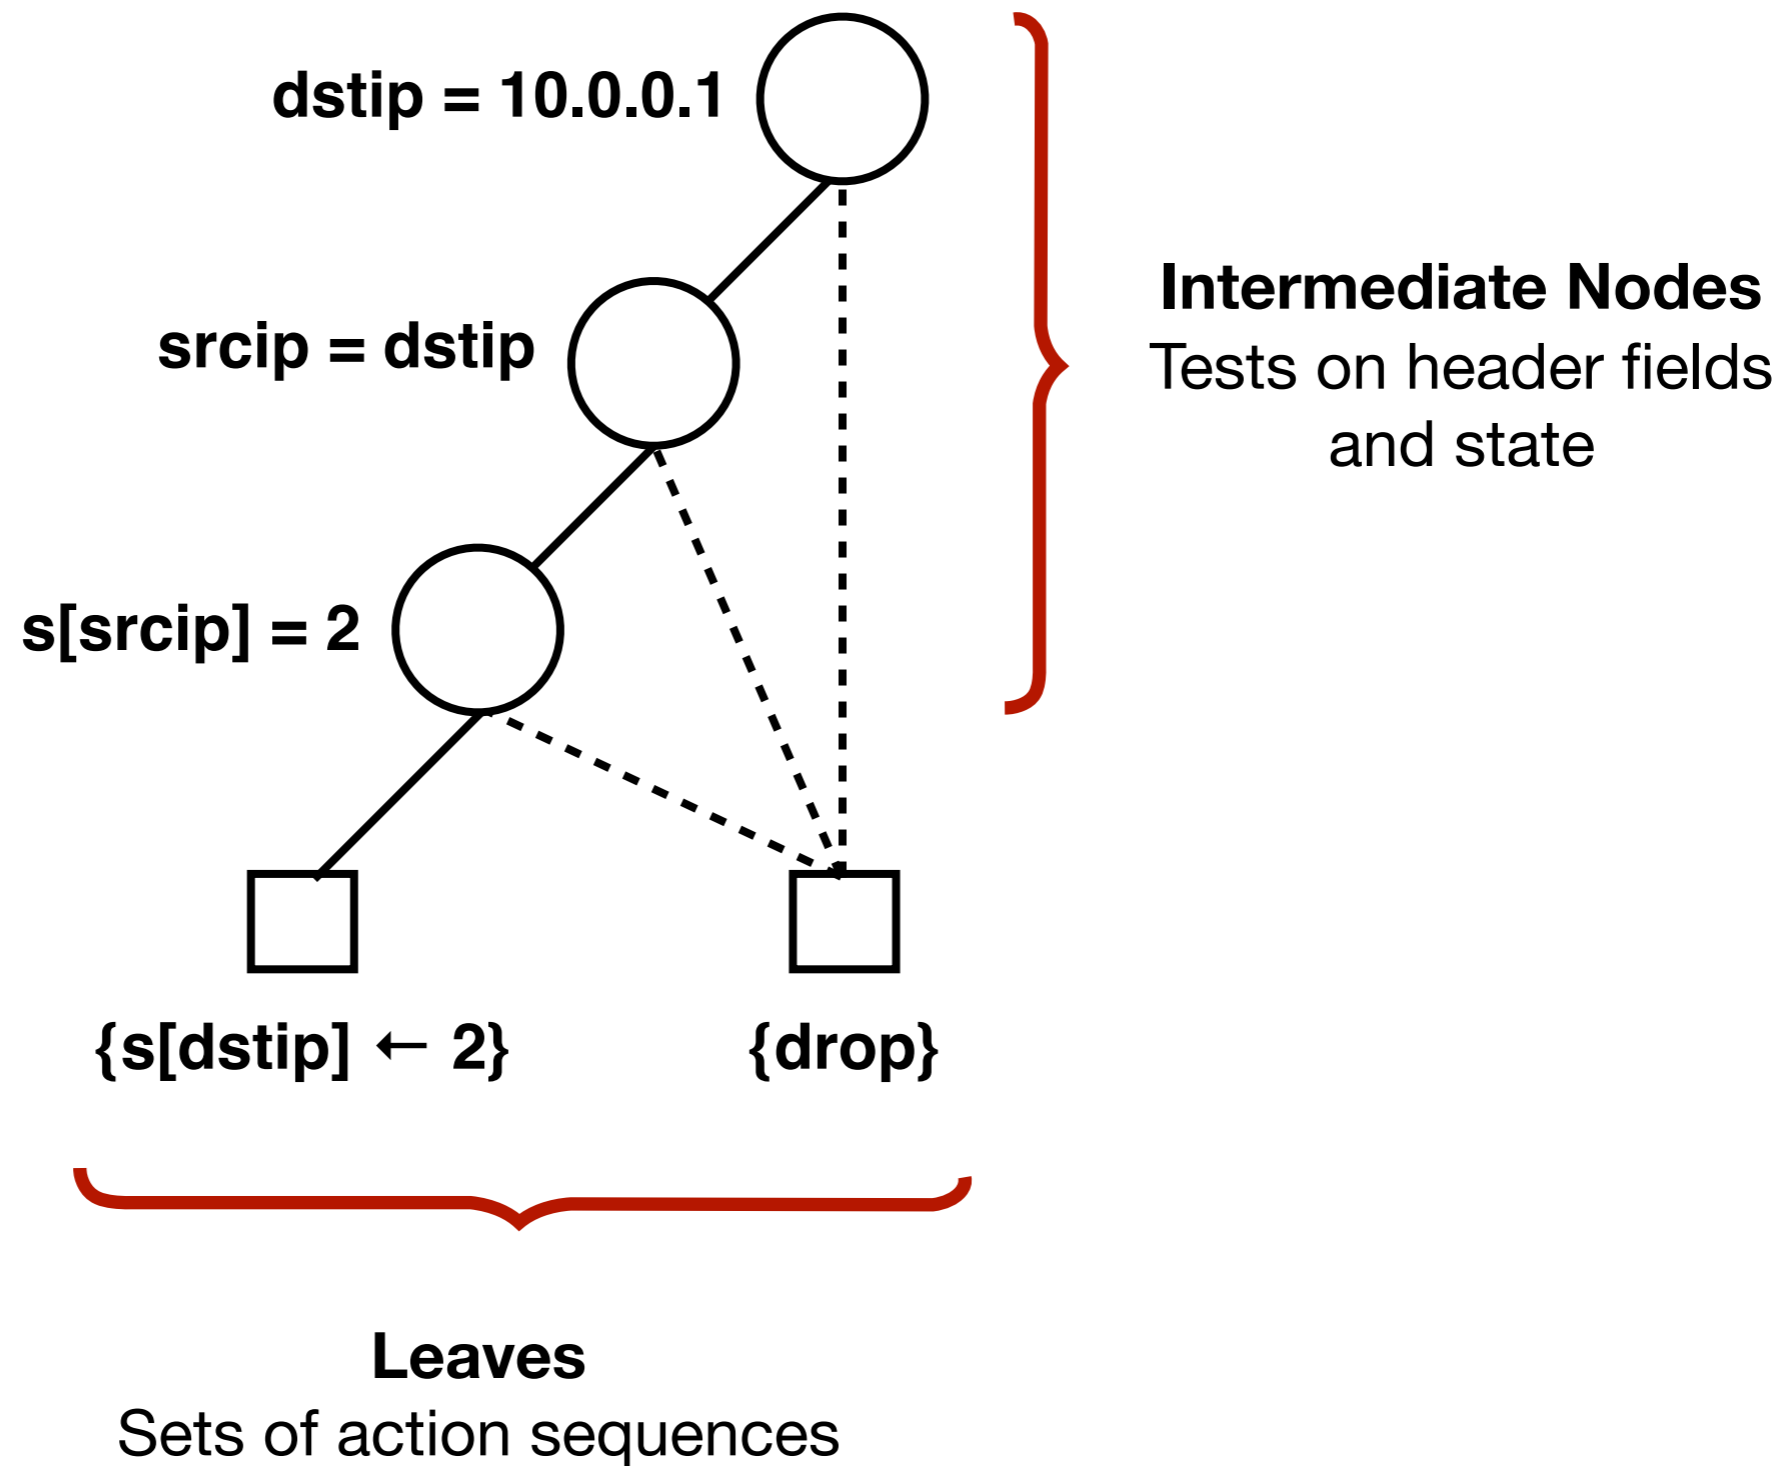 dstip = 10.0.0.1
srcip = dstip
s[srcip] = 2
Intermediate Nodes
Tests on header fields
and state
{s[dstip] ← 2}
{drop}
Leaves
Sets of action sequences